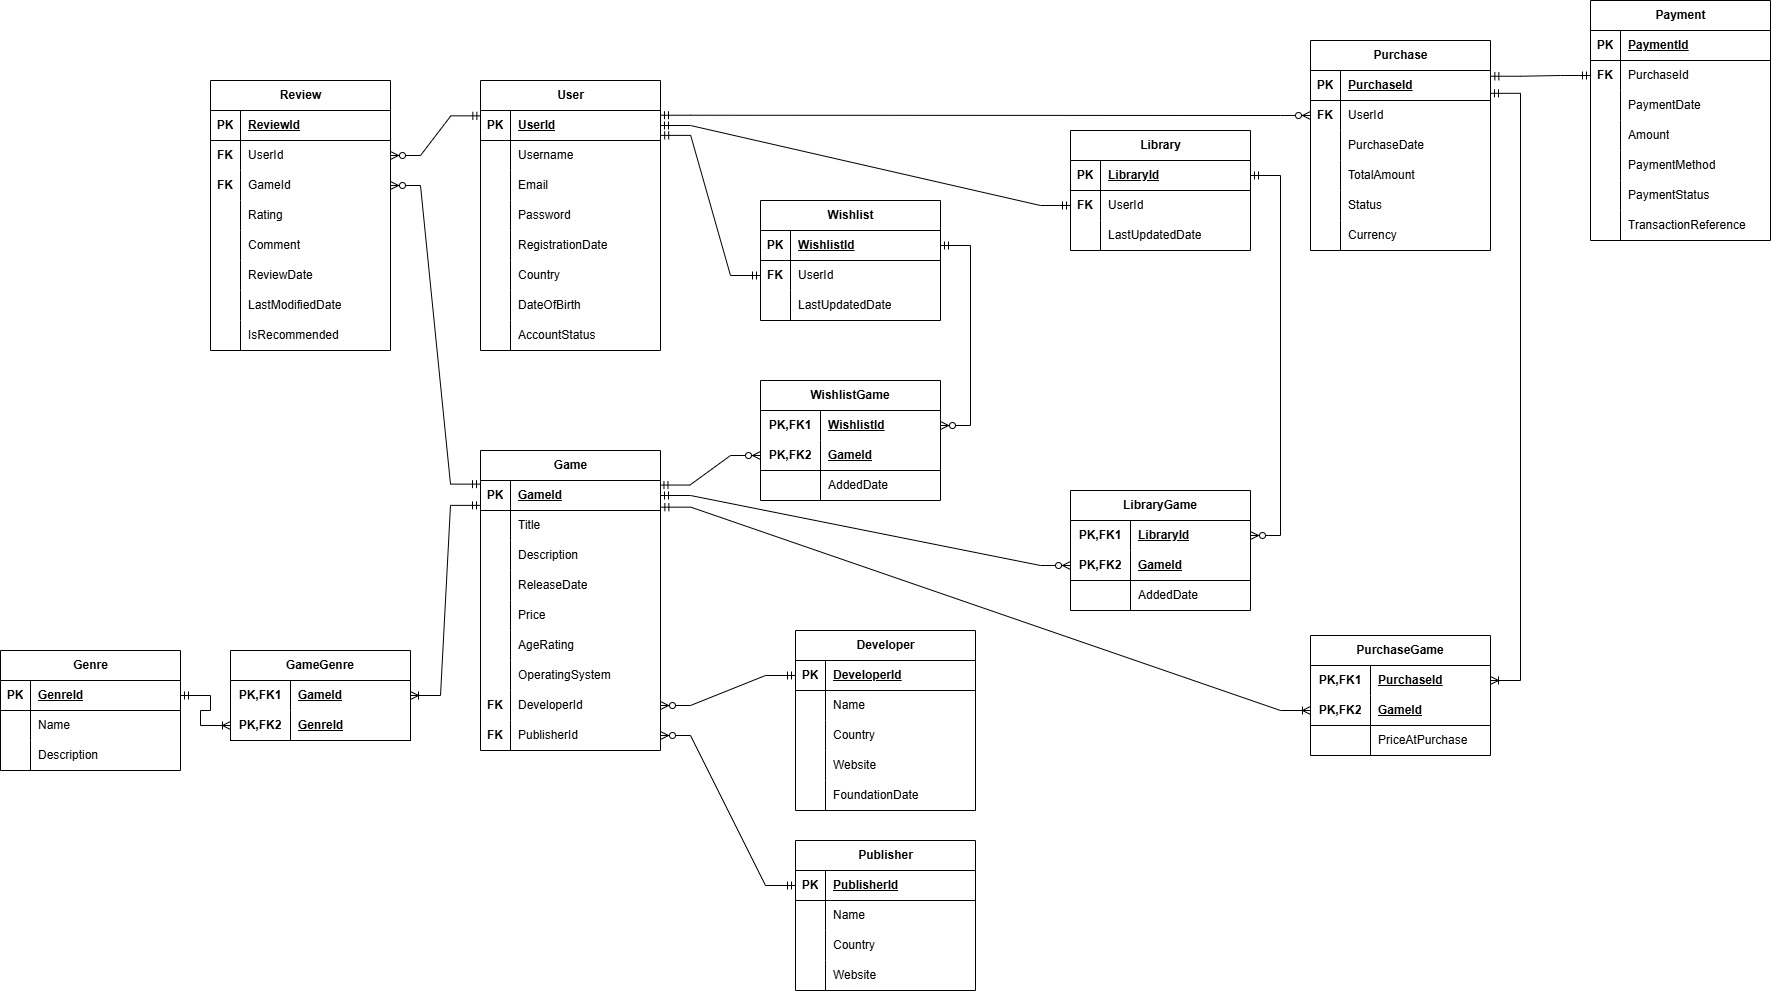 Payment
PK PaymentId
FK PurchaseId
PaymentDate
Amount
PaymentMethod
PaymentStatus
TransactionReference
Purchase
PK PurchaseId
FK UserId
PurchaseDate
TotalAmount
Status
Currency
Review
PK ReviewId
FK UserId
FK GameId
Rating
Comment
ReviewDate
LastModifiedDate
IsRecommended
User
PK UserId
Username
Email
Password
RegistrationDate
Country
DateOfBirth
AccountStatus
Library
PK LibraryId
FK UserId
LastUpdatedDate
Wishlist
PK WishlistId
FK UserId
LastUpdatedDate
WishlistGame
PK,FK1 WishlistId
PK,FK2 GameId
AddedDate
Game
PK GameId
Title
Description
ReleaseDate
Price
AgeRating
OperatingSystem
FK DeveloperId
FK PublisherId
LibraryGame
PK,FK1 LibraryId
PK,FK2 GameId
AddedDate
Genre
PK GenreId
Name
Description
GameGenre
PK,FK1 GameId
PK,FK2 GenreId
Developer
PK DeveloperId
Name
Country
Website
FoundationDate
PurchaseGame
PK,FK1 PurchaseId
PK,FK2 GameId
PriceAtPurchase
Publisher
PK PublisherId
Name
Country
Website